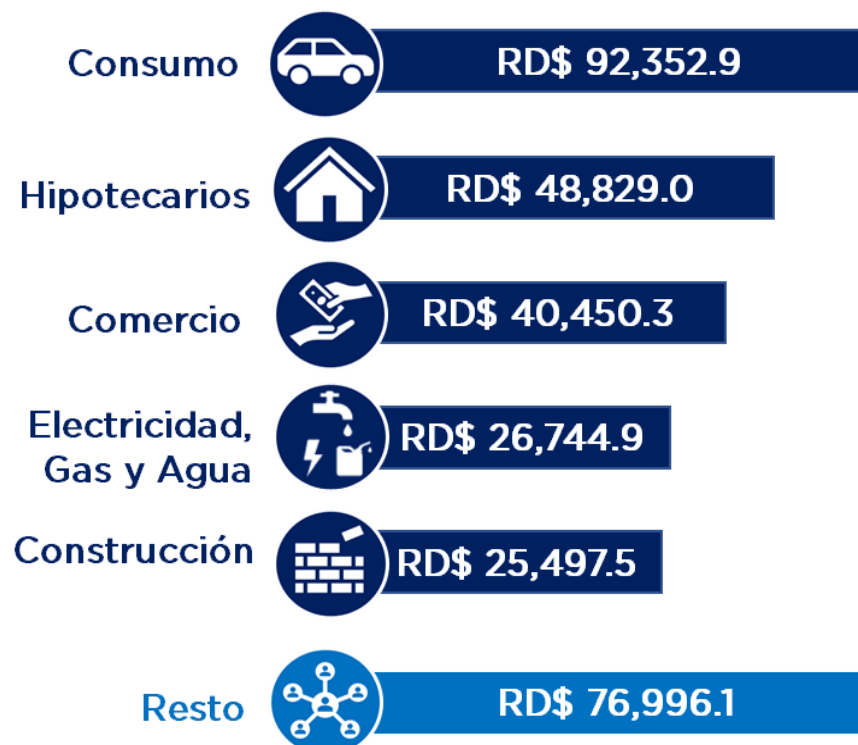 Consumo
RD$ 92,352.9
Hipotecarios
RD$ 48,829.0
Comercio
RD$ 40,450.3
Electricidad,
Gas y Agua
RD$ 26,744.9
Construcción
RD$ 25,497.5
Resto
RD$ 76,996.1